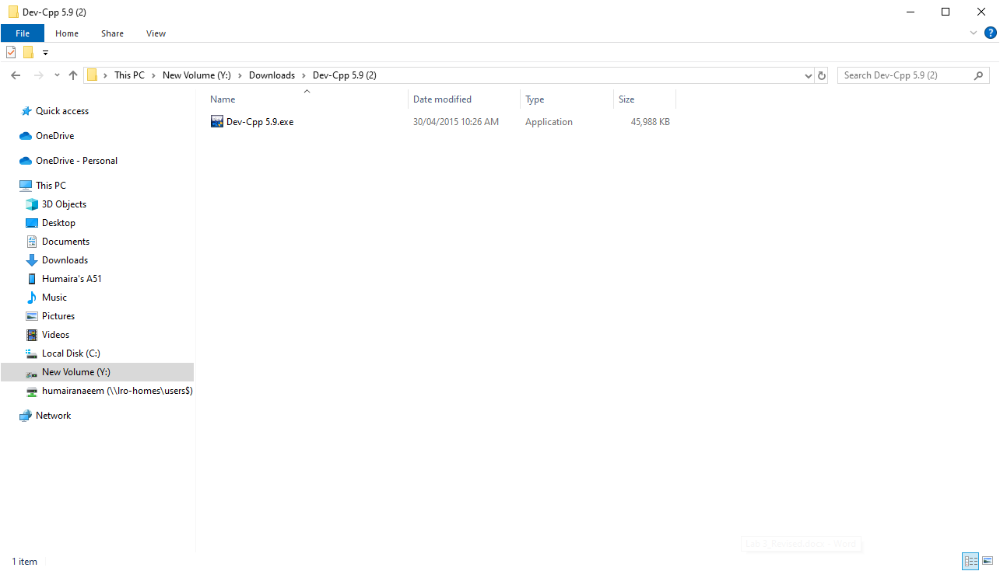 Dev-Cpp 5.9 (2)
File Home Share View
This PC New Volume (Y:) Downloads Dev-Cpp 5.9 (2) Search Dev-Cpp 5.9 (2)
Name Date modified Type Size
Dev-Cpp 5.9.exe 30/04/2015 10:26 AM Application 45,988 KB
Quick access
OneDrive
OneDrive - Personal
This PC
3D Objects
Desktop
Documents
Downloads
Humaira's A51
Music
Pictures
Videos
Local Disk (C:)
New Volume (Y:)
humairanaeem (\\lro-homes\users$)
Network
Lab 3_Revised.docx - Word
1 item